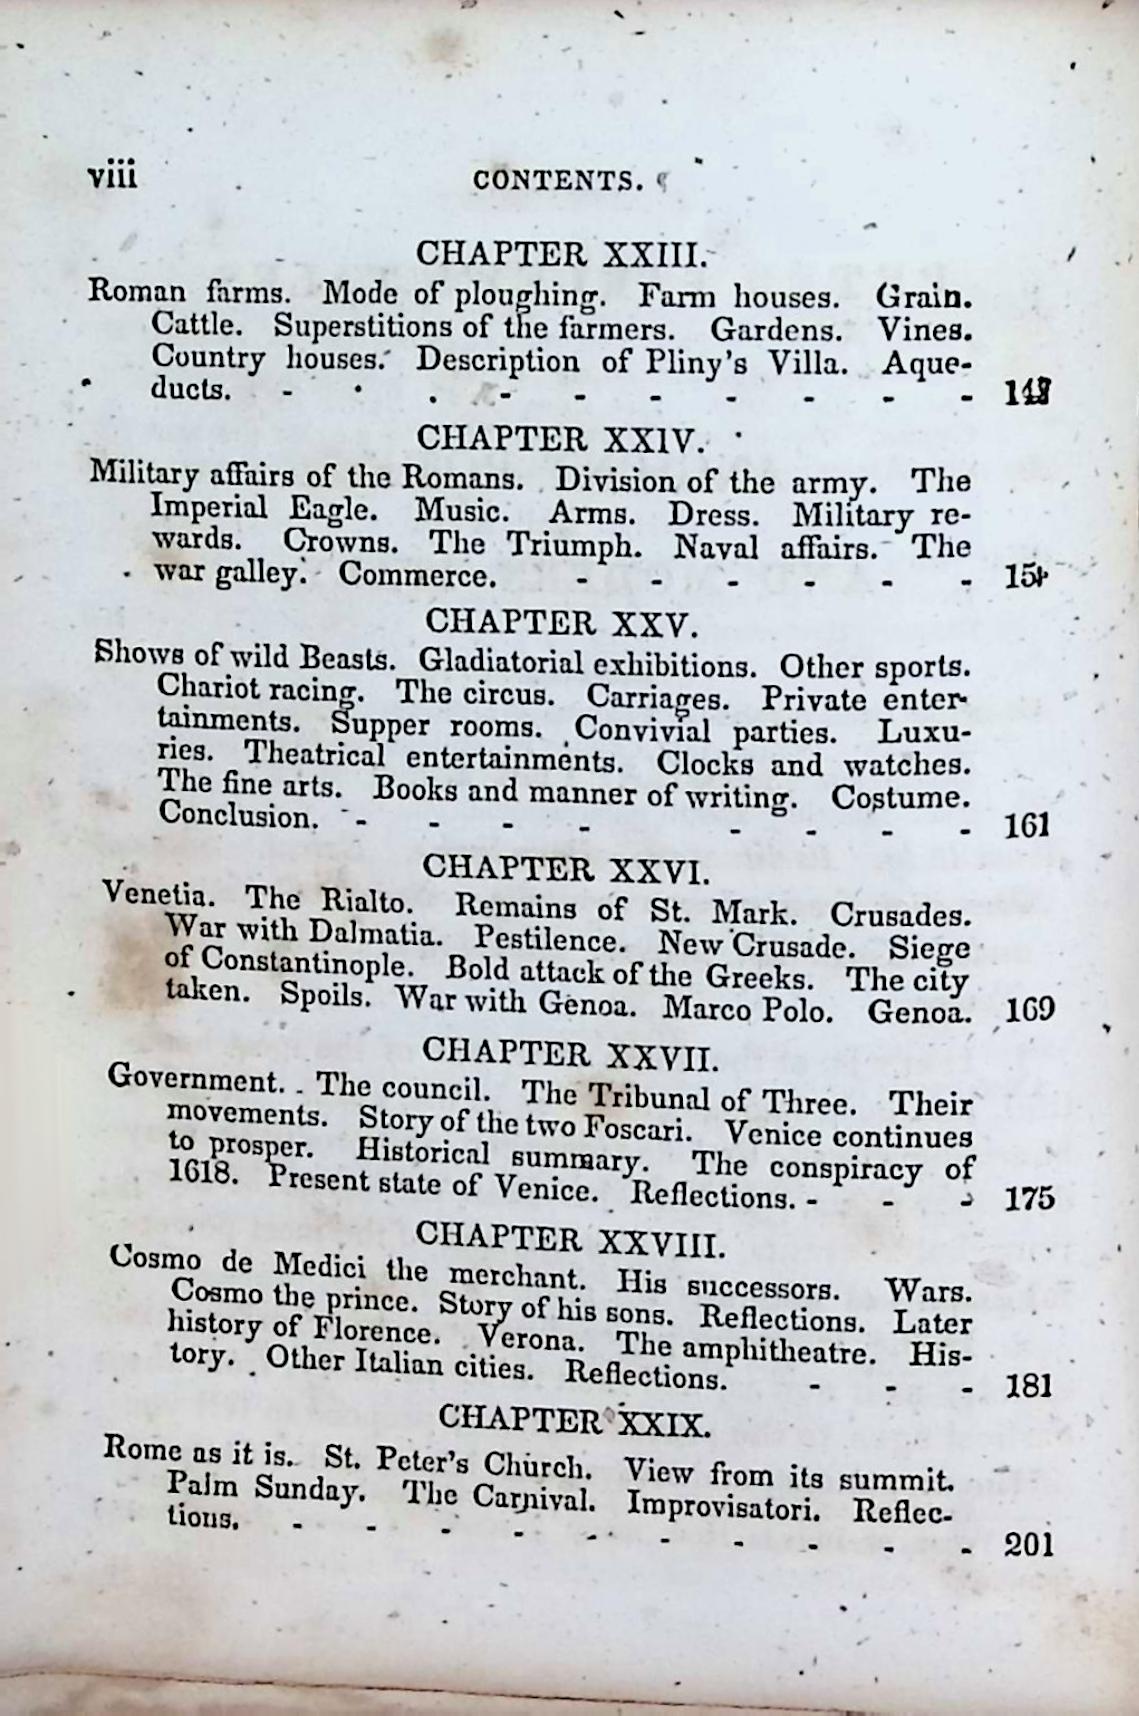 viii CONTENTS.
CHAPTER XXIII.
Roman farms. Mode of ploughing. Farm houses. Grain.
Cattle. Superstitions of the farmers. Gardens. Vines.
Country houses. Description of Pliny's Villa. Aque-
ducts. - - - - - - - - - -
CHAPTER XXIV.
Military affairs of the Romans. Division of the army. The
Imperial Eagle. Music. Arms. Dress. Military re-
wards. Crowns. The Triumph. Naval affairs. The
war galley. Commerce. - - - - - -
CHAPTER XXV.
Shows of wild Beasts. Gladiatorial exhibitions. Other sports.
Chariot racing. The circus. Carriages. Private enter-
tainments. Supper rooms. Convivial parties. Luxu-
ries. Theatrical entertainments. Clocks and watches.
The fine arts. Books and manner of writing. Costume.
Conclusion. - - - - - - - - 161
CHAPTER XXVI.
Venetia. The Rialto. Remains of St. Mark. Crusades.
War with Dalmatia. Pestilence. New Crusade. Siege
of Constantinople. Bold attack of the Greeks. The city
taken. Spoils. War with Genoa. Marco Polo. Genoa. 169
CHAPTER XXVII.
Government. The council. The Tribunal of Three. Their
movements. Story of the two Foscari. Venice continues
to prosper. Historical summary. The conspiracy of
1618. Present state of Venice. Reflections. - - - 175
CHAPTER XXVIII.
Cosmo de Medici the merchant. His successors. Wars.
Cosmo the prince. Story of his sons. Reflections. Later
history of Florence. Verona. The amphitheatre. His-
tory. Other Italian cities. Reflections. - - - 181
CHAPTER XXIX.
Rome as it is. St. Peter's Church. View from its summit.
Palm Sunday. The Carnival. Improvisatori. Reflec-
tions. - - - - - - - - - - 201